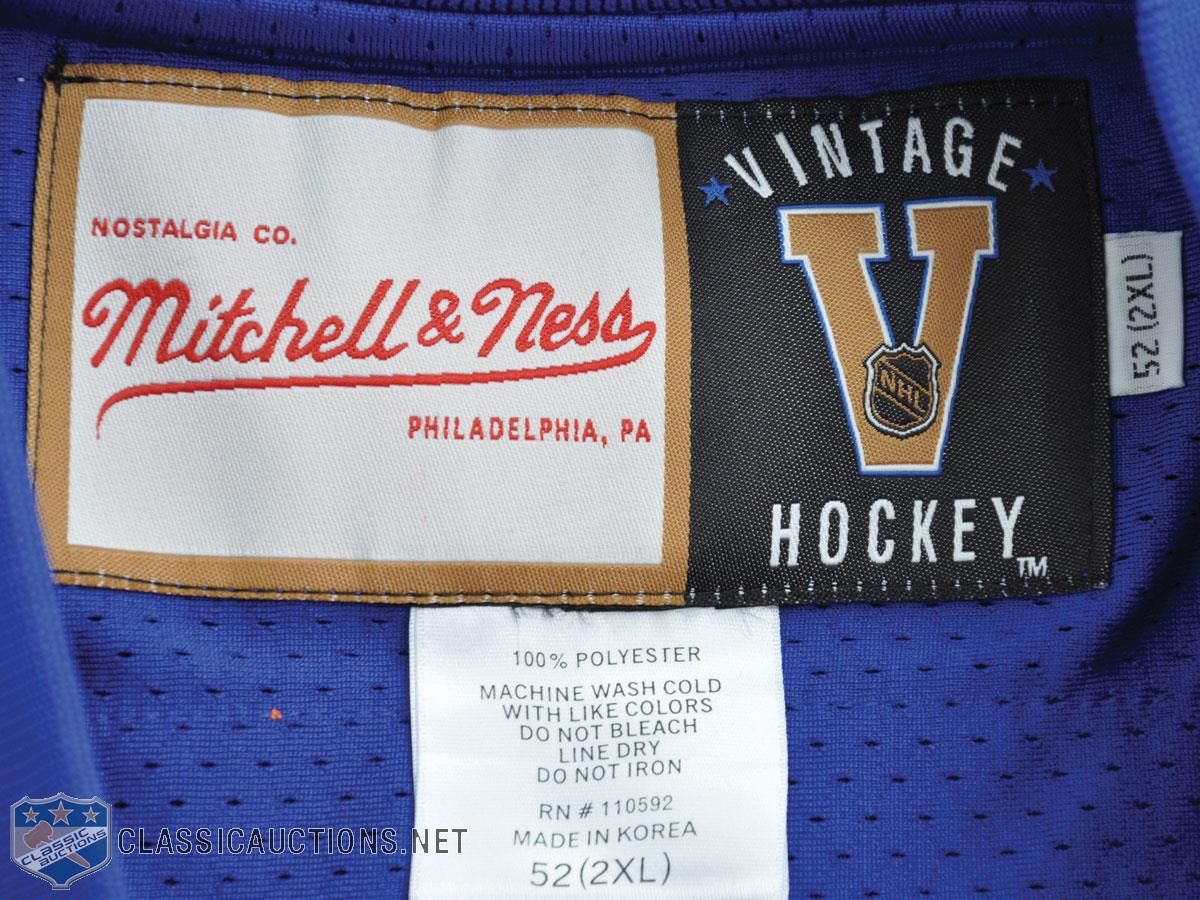 NOSTALGIA CO.
Mitchell & Ness
PHILADELPHIA, PA
VINTAGE
V
NHL
HOCKEY
TM
52 (2XL)
100% POLYESTER
MACHINE WASH COLD
WITH LIKE COLORS
DO NOT BLEACH
LINE DRY
DO NOT IRON
RN # 110592
MADE IN KOREA
52 (2XL)
CLASSIC
AUCTIONS
CLASSICAUCTIONS.NET